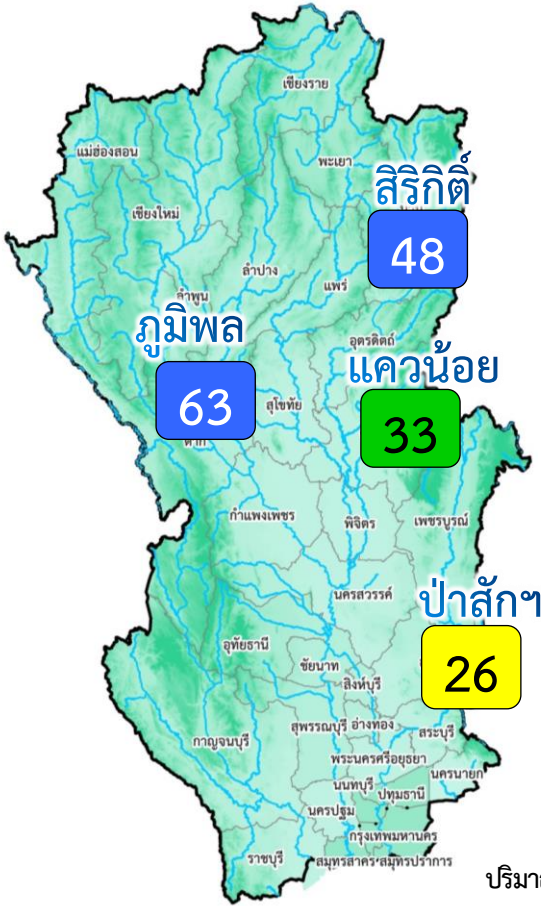 เชียงราย
แม่ฮ่องสอน
พะเยา
สิริกิติ์
เชียงใหม่
48
ลำปาง
แพร่
ลำพูน
ภูมิพล
อุตรดิตถ์
แควน้อย
63
สุโขทัย
33
ตาก
กำแพงเพชร
พิจิตร
เพชรบูรณ์
นครสวรรค์
ป่าสักฯ
อุทัยธานี
ชัยนาท
26
สิงห์บุรี
สุพรรณบุรี อ่างทอง
สระบุรี
กาญจนบุรี
พระนครศรีอยุธยา
นครนายก
นนทบุรี
ปทุมธานี
นครปฐม
กรุงเทพมหานคร
ราชบุรี
สมุทรสาคร สมุทรปราการ